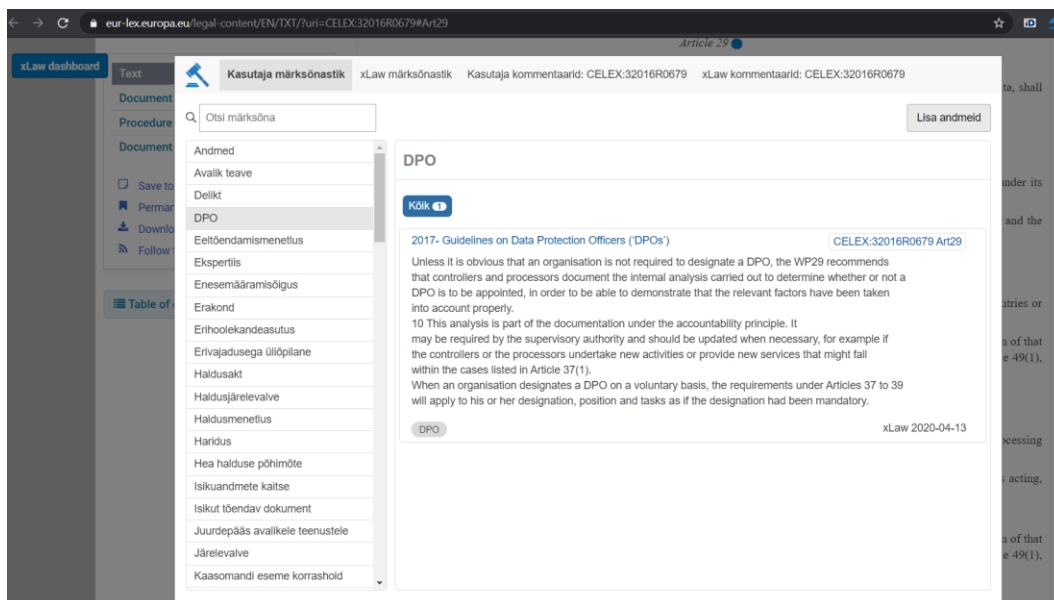 eur-lex.europa.eu/legal-content/EN/TXT/?uri=CELEX:32016R0679#Art29
Article 29
xLaw dashboard
Text
Document
Procedure
Document
Save to
Permar
Downlo
Follow
Table of
Kasutaja märksõnastik xLaw märksõnastik Kasutaja kommentaarid: CELEX:32016R0679 xLaw kommentaarid: CELEX:32016R0679
Otsi märksõna
Lisa andmeid
Andmed
Avalik teave
Delikt
DPO
Eeltõendamismenetlus
Ekspertiis
Enesemääramisõigus
Erakond
Erihoolekandeasutus
Erivajadusega üliõpilane
Haldusakt
Haldusjärelevalve
Haldusmenetlus
Haridus
Hea halduse põhimõte
Isikuandmete kaitse
Isikut tõendav dokument
Juurdepääs avalikele teenustele
Järelevalve
Kaasomandi eseme korrashoid
DPO
Kõik 1
2017- Guidelines on Data Protection Officers ('DPOs') CELEX:32016R0679 Art29
Unless it is obvious that an organisation is not required to designate a DPO, the WP29 recommends
that controllers and processors document the internal analysis carried out to determine whether or not a
DPO is to be appointed, in order to be able to demonstrate that the relevant factors have been taken
into account properly.
10 This analysis is part of the documentation under the accountability principle. It
may be required by the supervisory authority and should be updated when necessary, for example if
the controllers or the processors undertake new activities or provide new services that might fall
within the cases listed in Article 37(1).
When an organisation designates a DPO on a voluntary basis, the requirements under Articles 37 to 39
will apply to his or her designation, position and tasks as if the designation had been mandatory.
DPO xLaw 2020-04-13
ta, shall
nder its
and the
ntries or
n of that
e 49(1),
ocessing
s acting,
n of that
e 49(1),